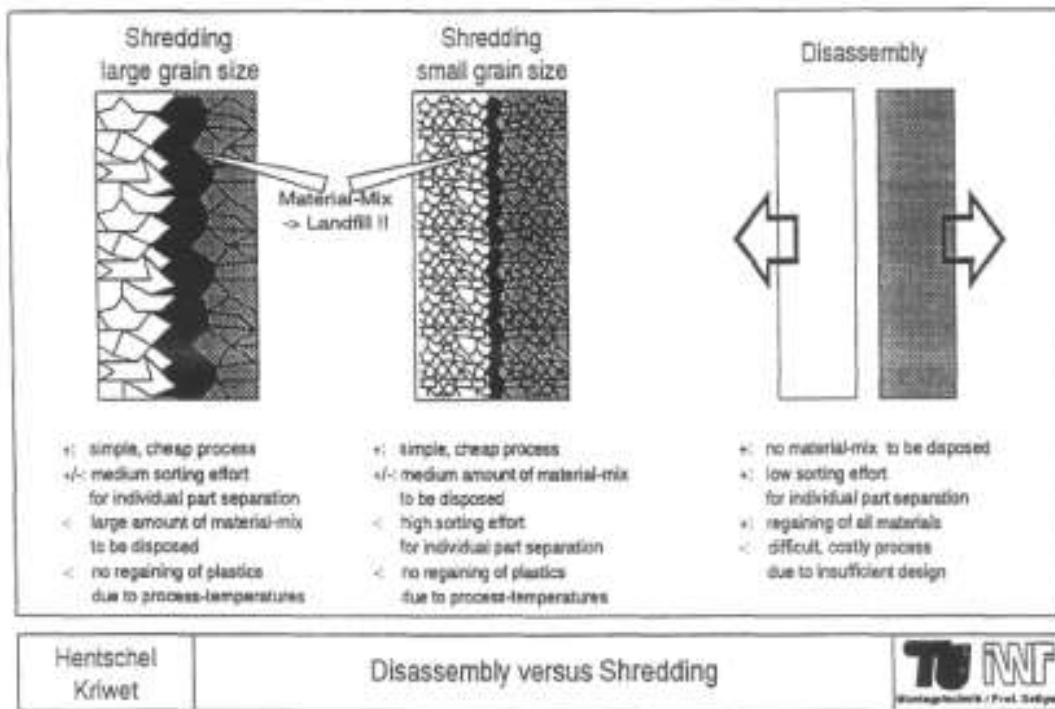 Shredding
large grain size
Shredding
small grain size
Disassembly
Material-Mix
-> Landfill !!
+: simple, cheap process
+/-: medium sorting effort
for individual part separation
-: large amount of material-mix
to be disposed
-: no regaining of plastics
due to process-temperatures
+: simple, cheap process
+/-: medium amount of material-mix
to be disposed
-: high sorting effort
for individual part separation
-: no regaining of plastics
due to process-temperatures
+: no material-mix to be disposed
+: low sorting effort
for individual part separation
+: regaining of all materials
-: difficult, costly process
due to insufficient design
Hentschel
Kriwet
Disassembly versus Shredding
TU IWF
Montagetechnik / Prof.